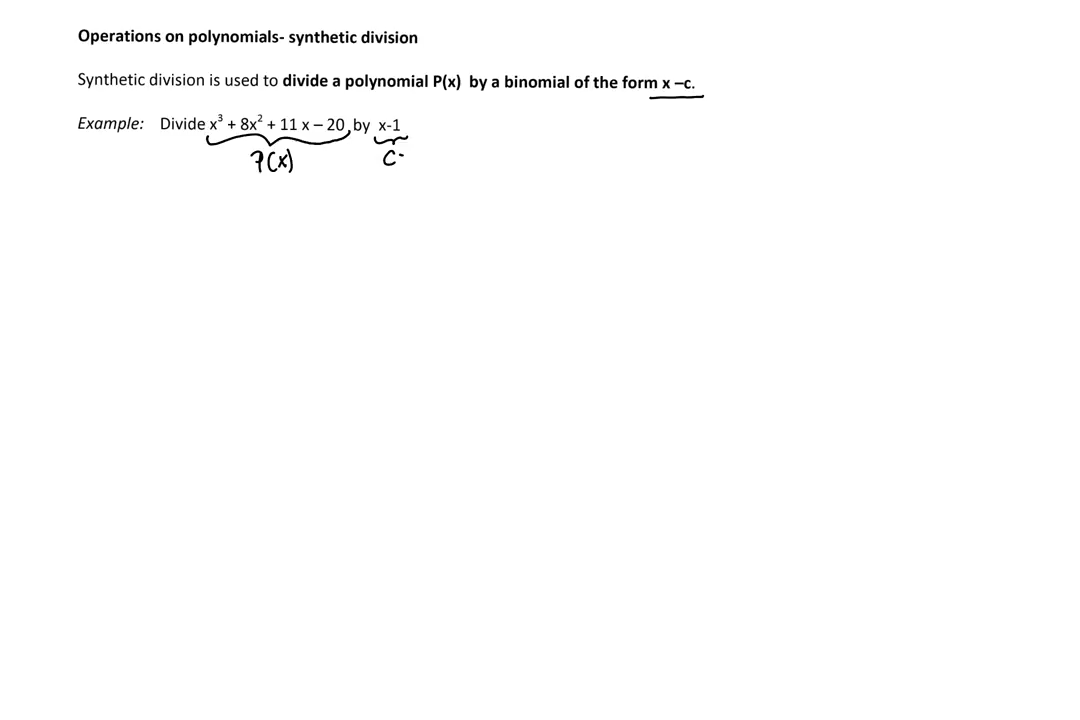 Operations on polynomials- synthetic division
Synthetic division is used to divide a polynomial P(x) by a binomial of the form x –c.
Example: Divide x³ + 8x² + 11 x – 20, by x-1
P(x) c-